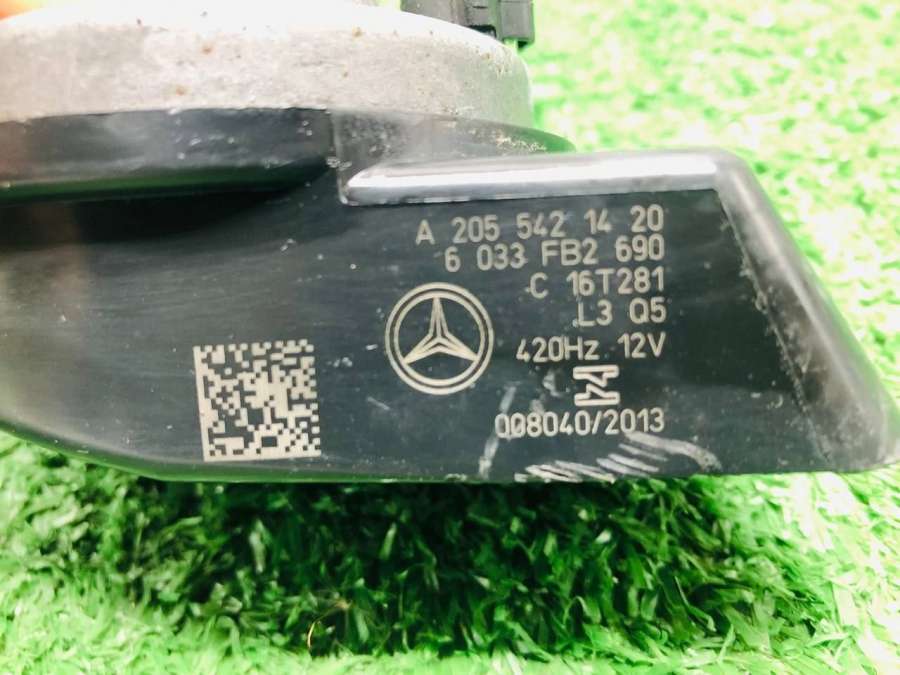 A 205 542 14 20
6 033 FB2 690
C 16T281
L3 Q5
420Hz 12V
008040/2013